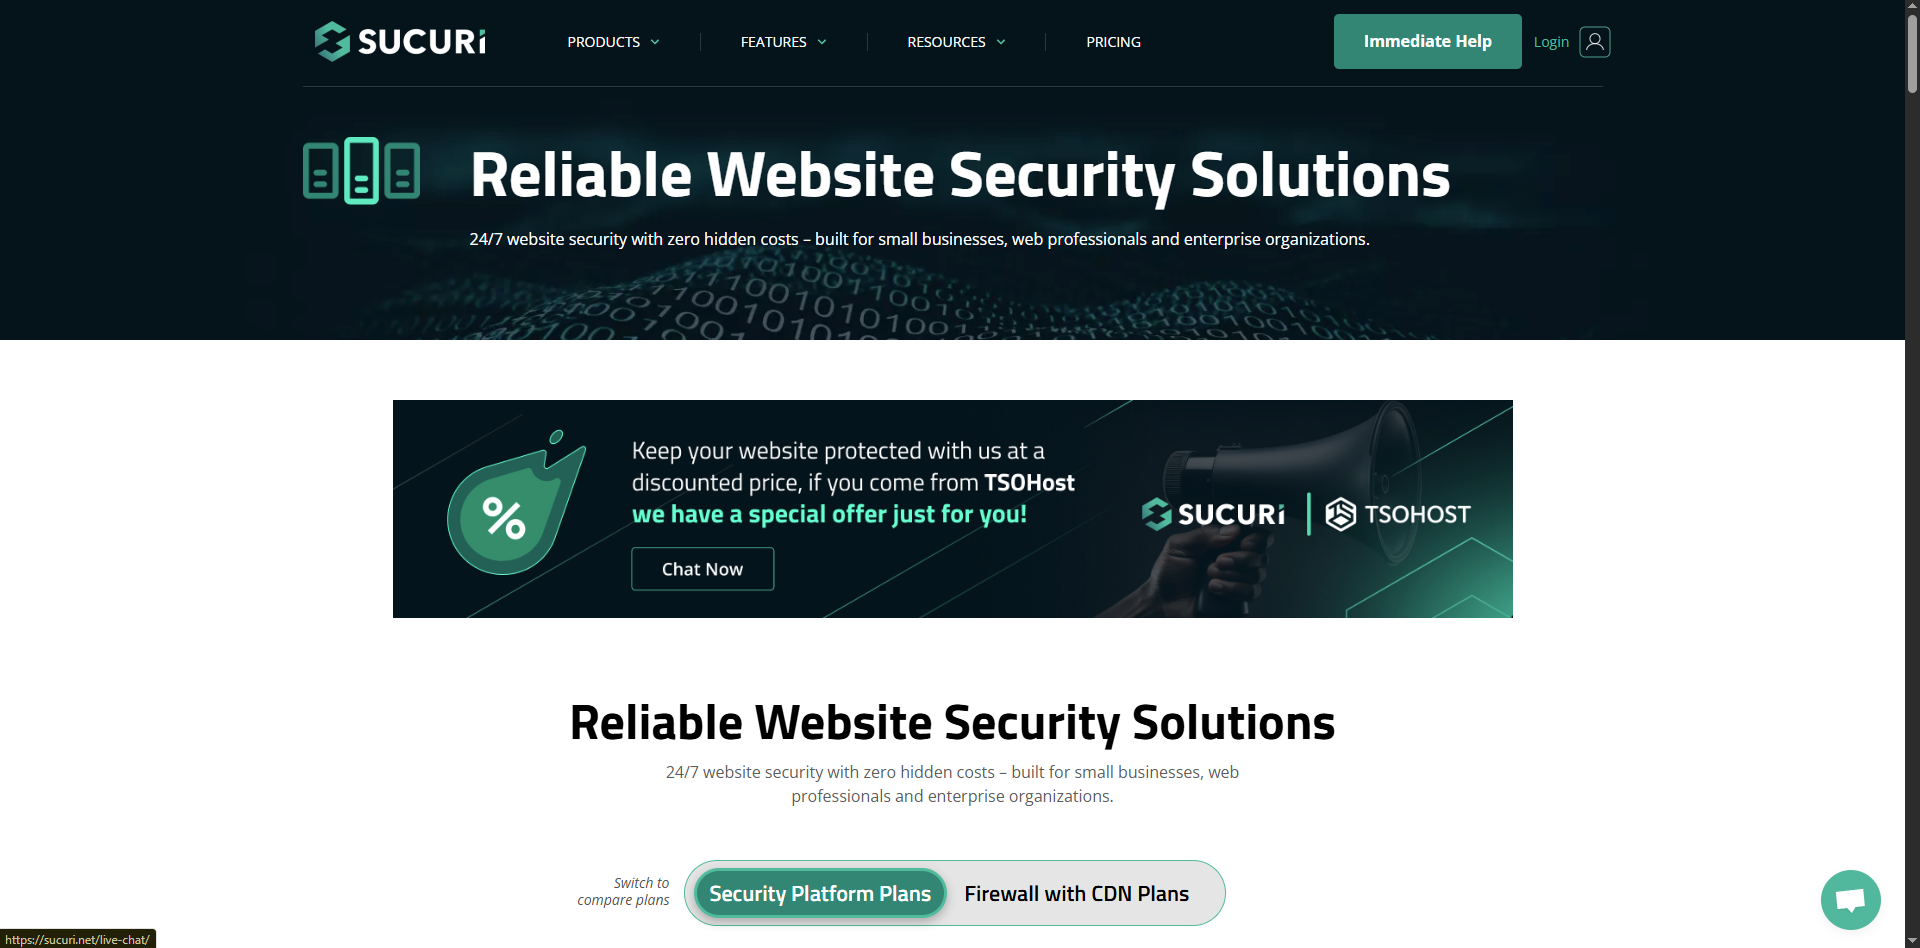 SUCURi
PRODUCTS
FEATURES
RESOURCES
PRICING
Immediate Help
Login
Reliable Website Security Solutions
24/7 website security with zero hidden costs – built for small businesses, web professionals and enterprise organizations.
Keep your website protected with us at a
discounted price, if you come from TSOHost
we have a special offer just for you!
Chat Now
%
SUCURi
TSOHOST
Reliable Website Security Solutions
24/7 website security with zero hidden costs – built for small businesses, web
professionals and enterprise organizations.
Switch to
compare plans
Security Platform Plans
Firewall with CDN Plans
https://sucuri.net/live-chat/